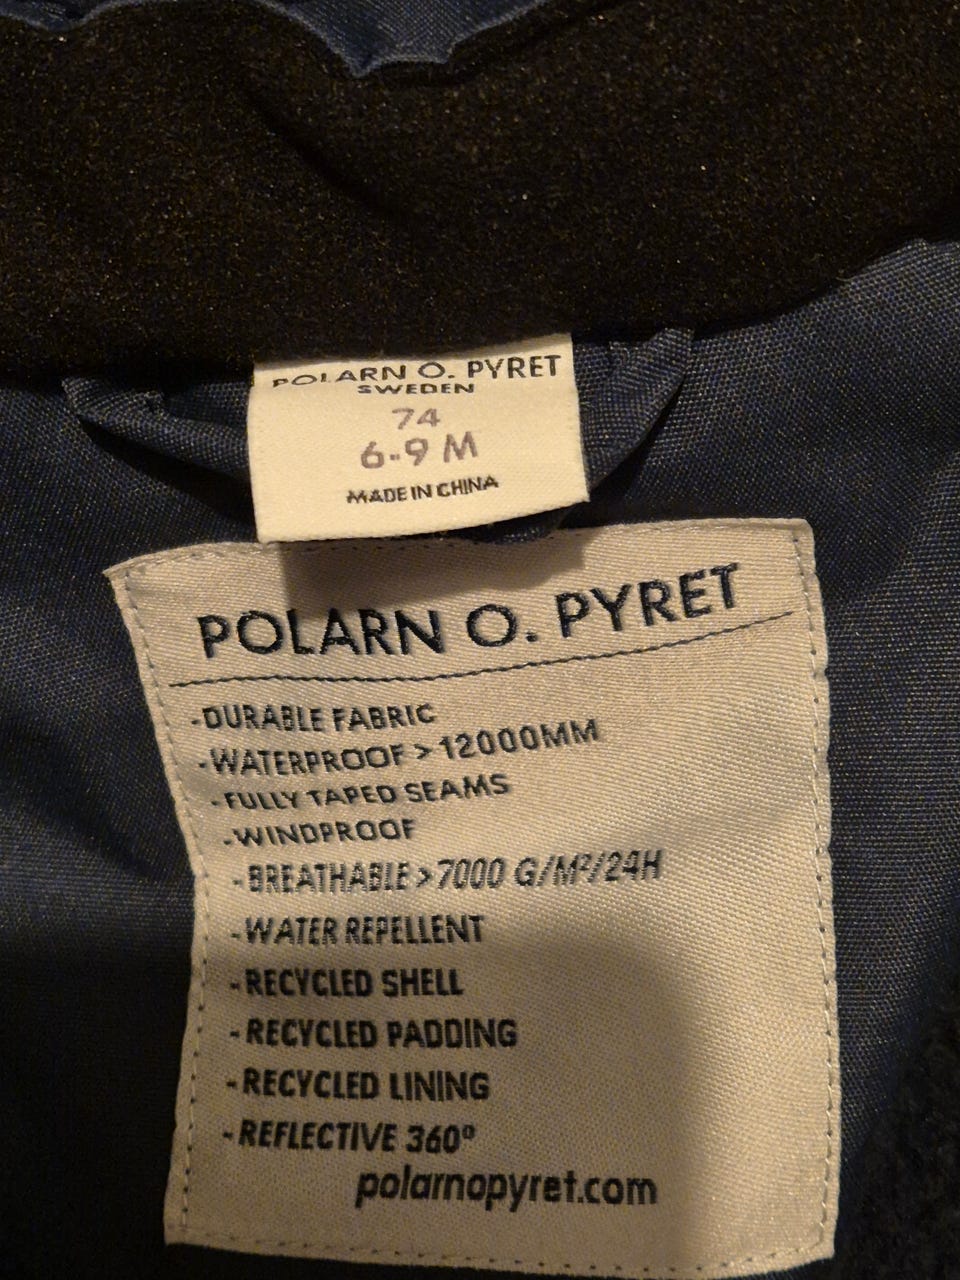 POLARN O. PYRET
SWEDEN
74
6-9 M
MADE IN CHINA
POLARN O. PYRET
-DURABLE FABRIC
-WATERPROOF > 12000MM
-FULLY TAPED SEAMS
-WINDPROOF
-BREATHABLE >7000 G/M²/24H
-WATER REPELLENT
-RECYCLED SHELL
-RECYCLED PADDING
-RECYCLED LINING
-REFLECTIVE 360º
polarnopyret.com